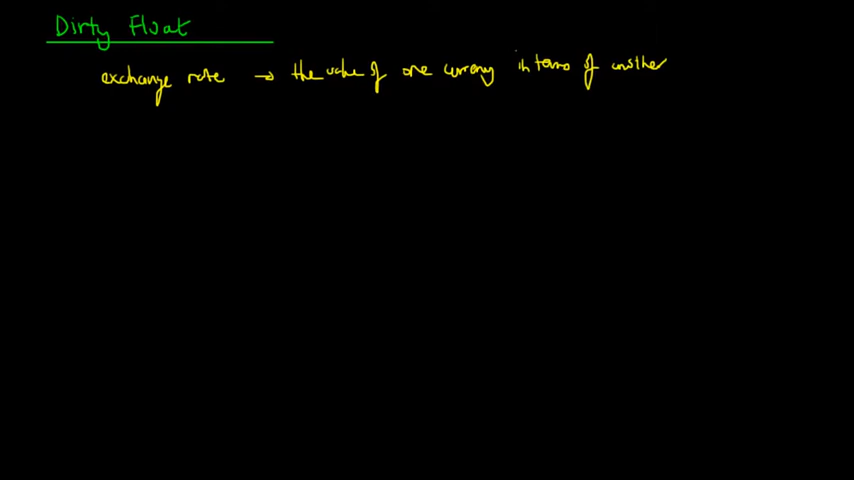 Dirty Float
exchange rate → the value of one currency in terms of another